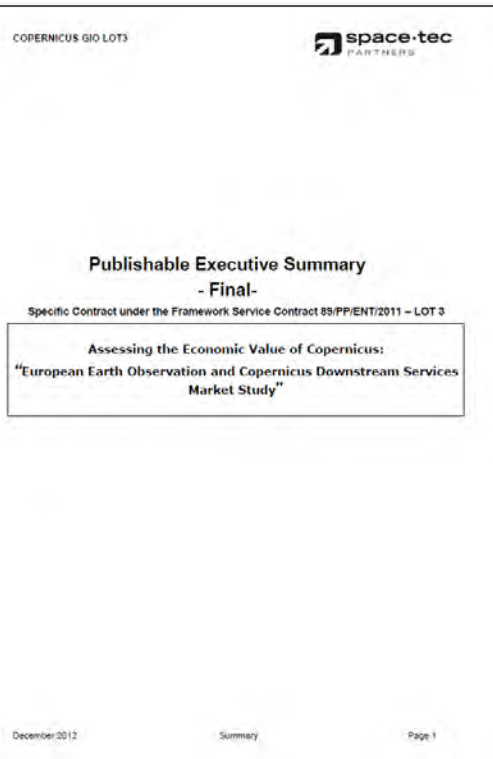 COPERNICUS GIO LOT3
space·tec
PARTNERS
Publishable Executive Summary
- Final-
Specific Contract under the Framework Service Contract 89/PP/ENT/2011 – LOT 3
Assessing the Economic Value of Copernicus:
"European Earth Observation and Copernicus Downstream Services
Market Study"
December 2012
Summary
Page 1